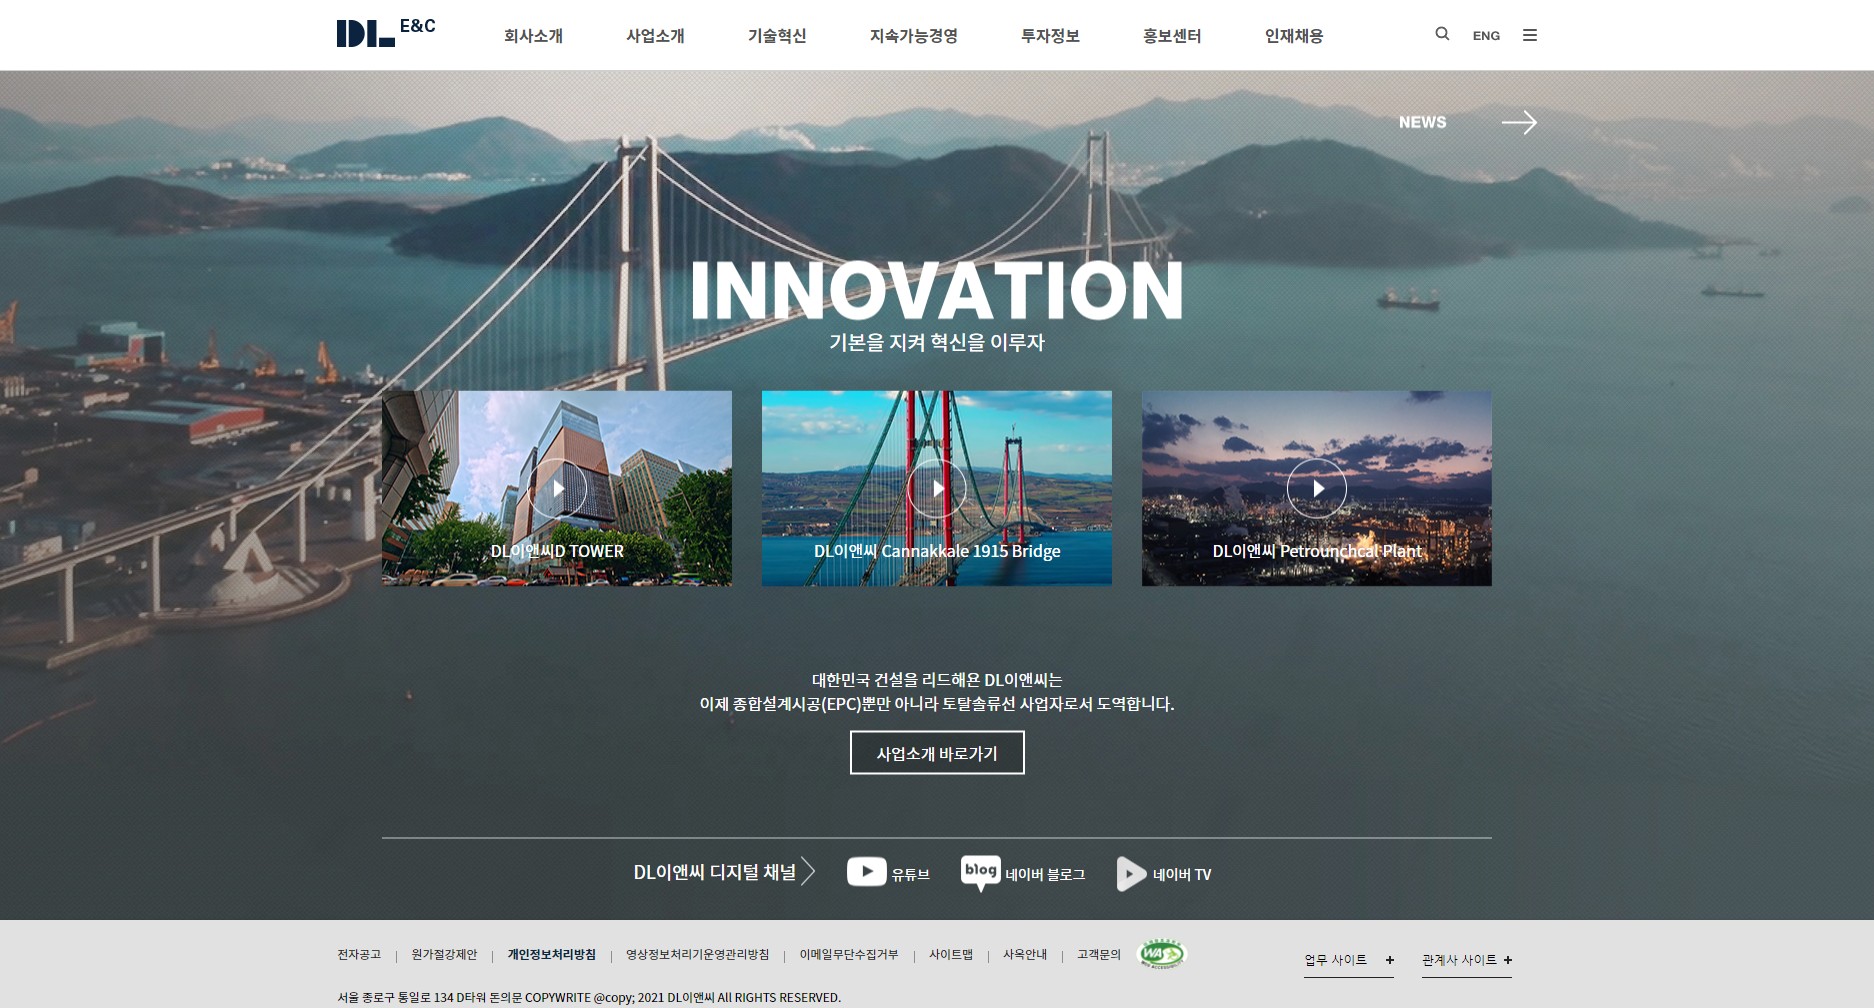 DL E&C
회사소개 사업소개 기술혁신 지속가능경영 투자정보 홍보센터 인재채용 ENG
NEWS
INNOVATION
기본을 지켜 혁신을 이루자
DL이앤씨D TOWER
DL이앤씨 Cannakkale 1915 Bridge
DL이앤씨 Petrounchcal Plant
대한민국 건설을 리드해욘 DL이앤씨는
이제 종합설계시공(EPC)뿐만 아니라 토탈솔류선 사업자로서 도역합니다.
사업소개 바로가기
DL이앤씨 디지털 채널 유튜브 blog 네이버 블로그 네이버 TV
전자공고 원가절강제안 개인정보처리방침 영상정보처리기운영관리방침 이메일무단수집거부 사이트맵 사옥안내 고객문의 WA 업무 사이트 + 관계사 사이트 +
서울 종로구 통일로 134 D타워 돈의문 COPYWRITE @copy; 2021 DL이앤씨 All RIGHTS RESERVED.